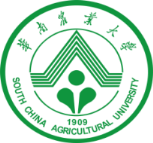 华南农业大学
1909
SOUTH CHINA AGRICULTURAL UNIVERSITY